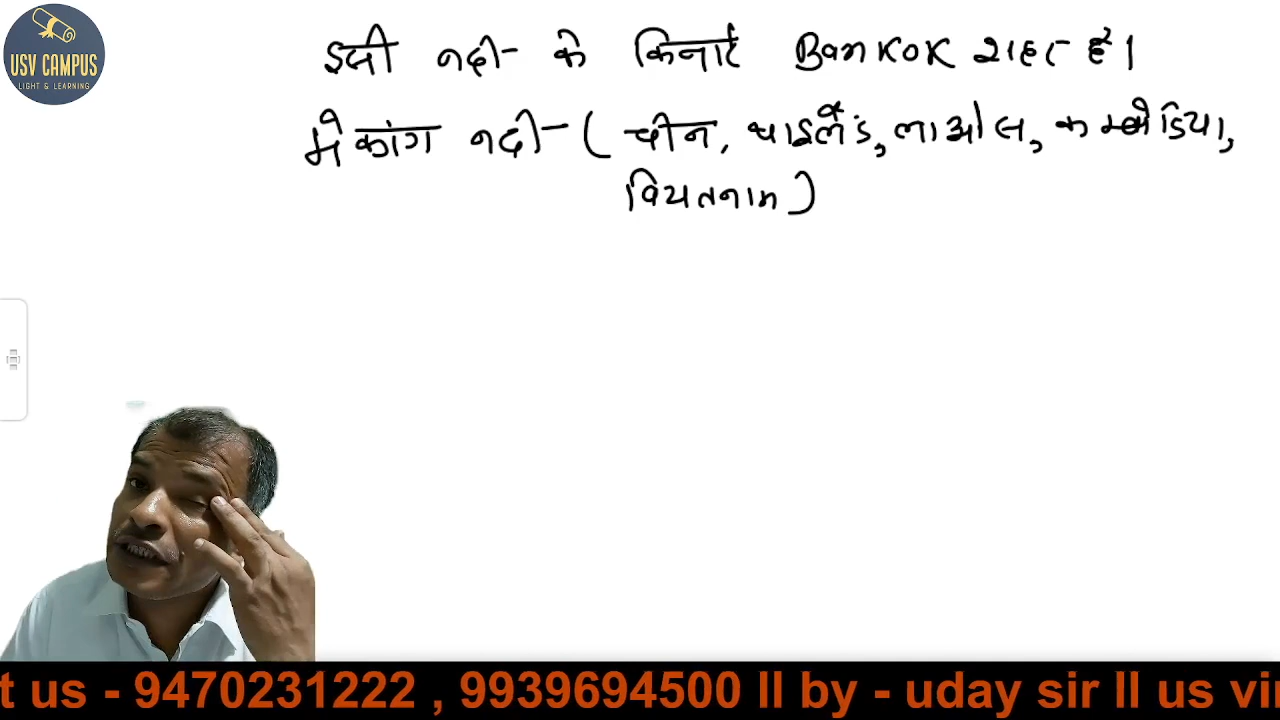 USV CAMPUS
LIGHT & LEARNING
इसी नदी के किनारे BanKOK शहर है।
मेकांग नदी - ( चीन, थाइलैंड, लाओस, कम्बोडिया,
वियतनाम )
t us - 9470231222 , 9939694500 ll by - uday sir ll us vi